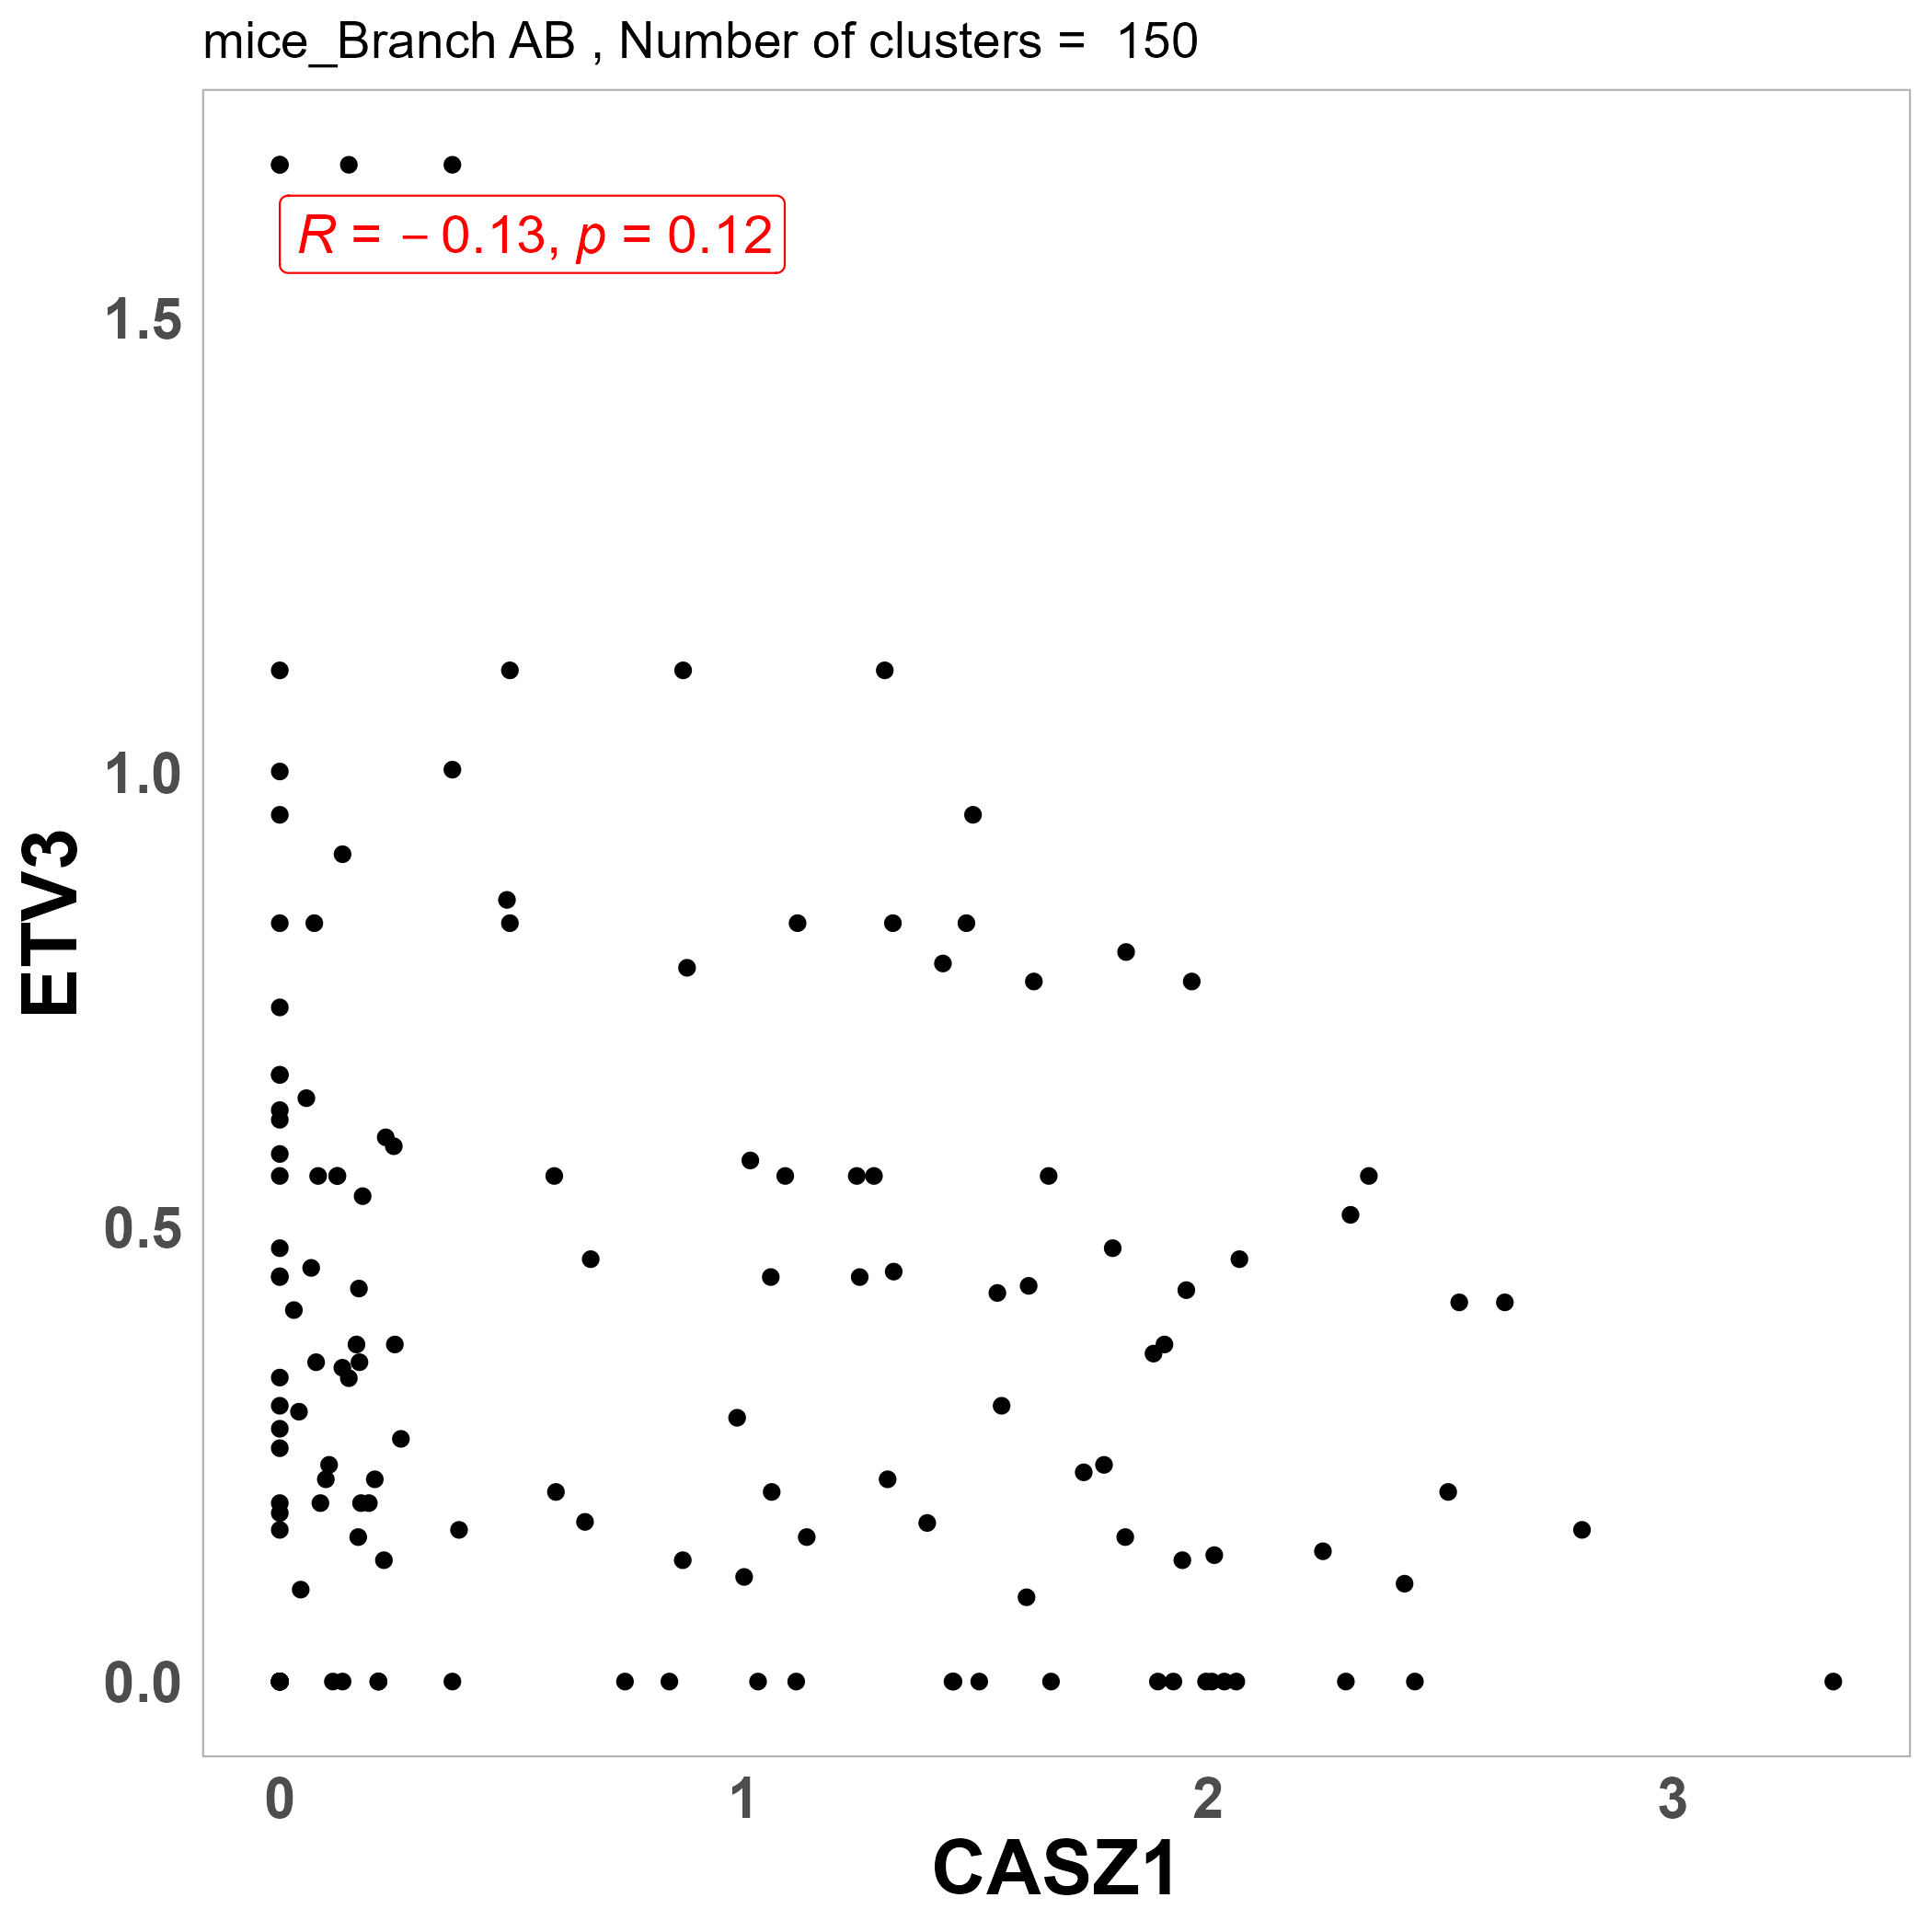 mice_Branch AB , Number of clusters =  150
R = − 0.13, p = 0.12
1.5
1.0
0.5
0.0
ETV3
0 1 2 3
CASZ1